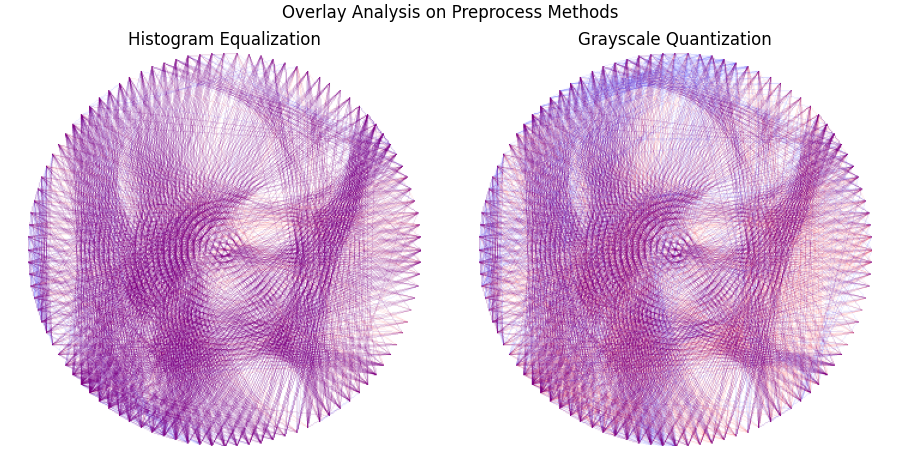 Overlay Analysis on Preprocess Methods
Histogram Equalization
Grayscale Quantization